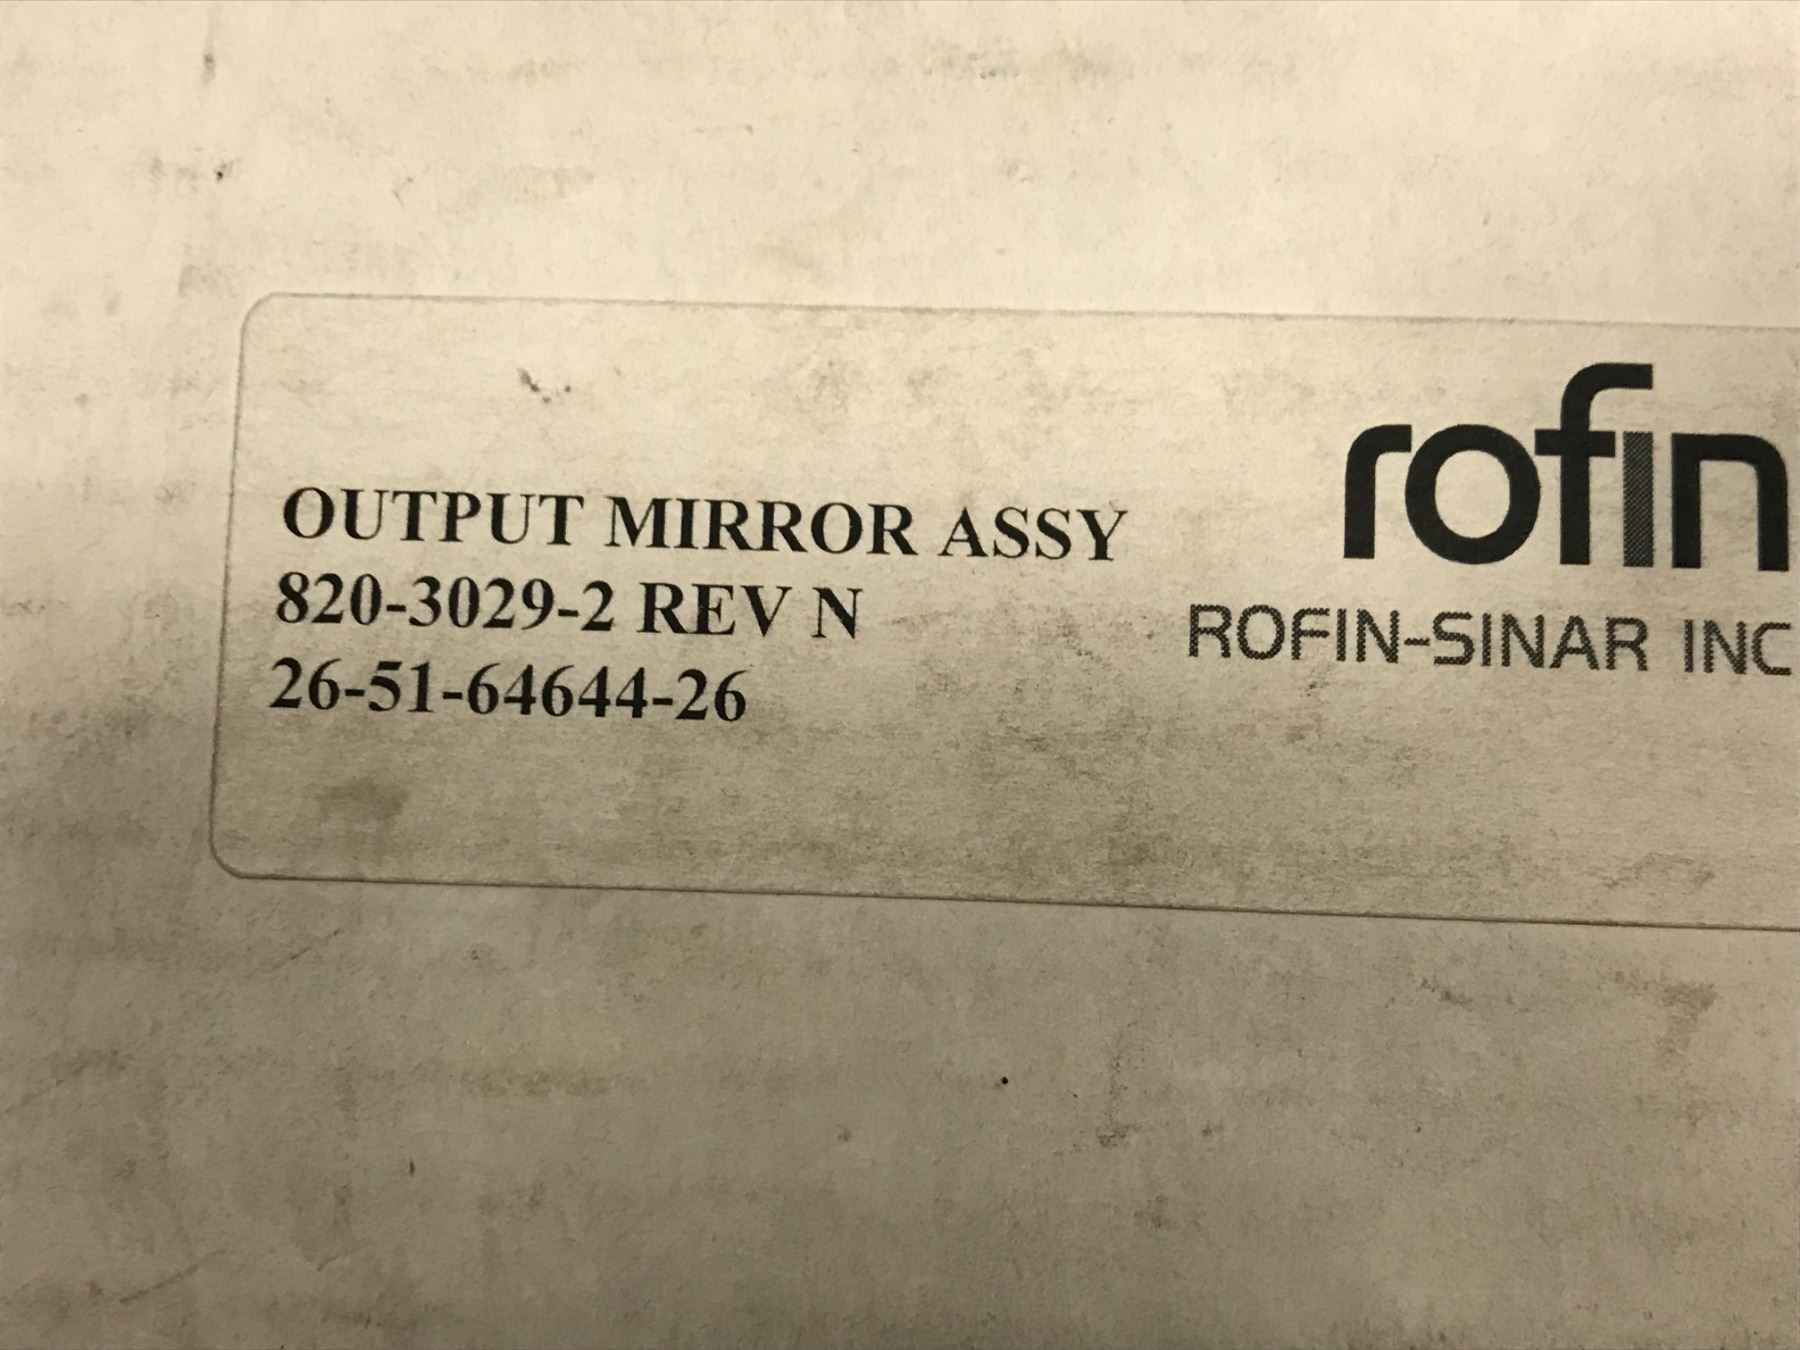 OUTPUT MIRROR ASSY
820-3029-2 REV N
26-51-64644-26
rofin
ROFIN-SINAR INC